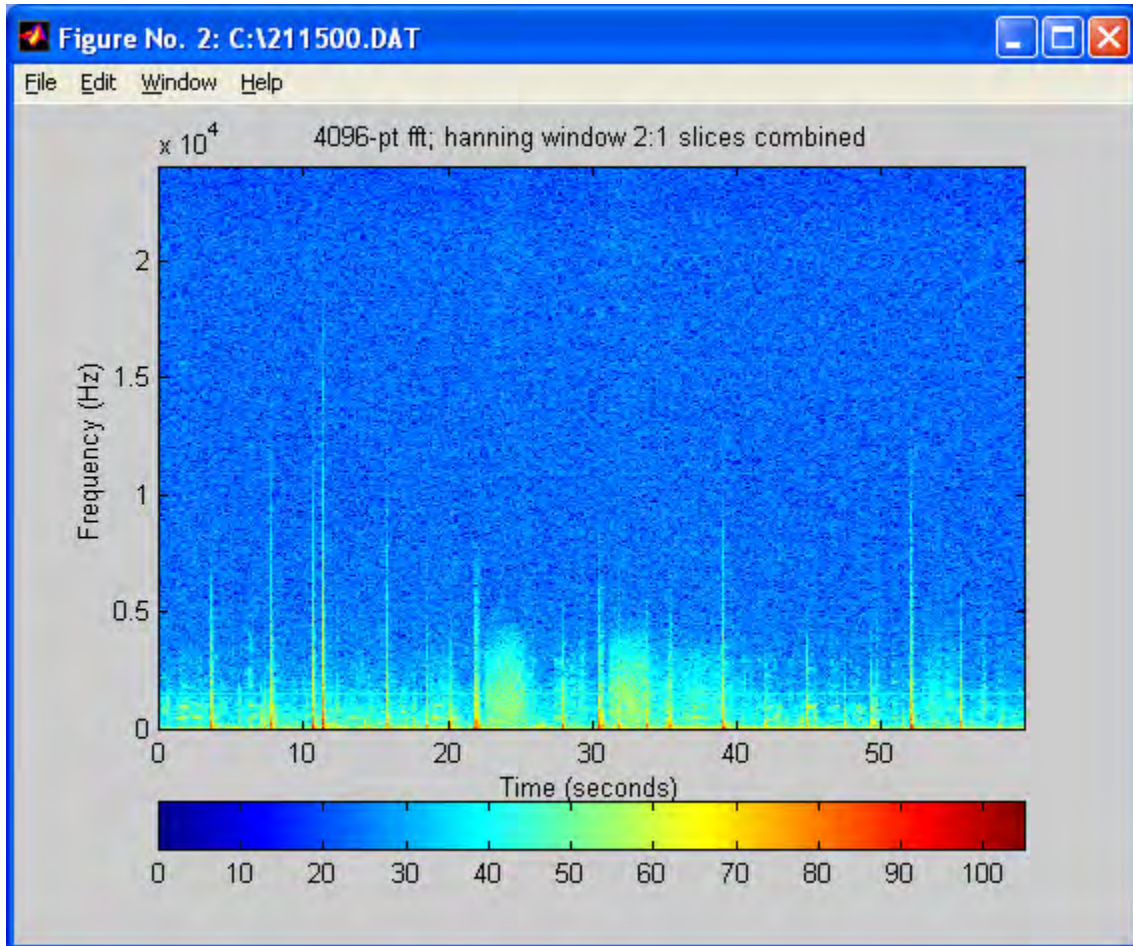 Figure No. 2: C:\211500.DAT
File Edit Window Help
x 10^4
4096-pt fft; hanning window 2:1 slices combined
2
1.5
1
0.5
0
Frequency (Hz)
0 10 20 30 40 50
Time (seconds)
0 10 20 30 40 50 60 70 80 90 100